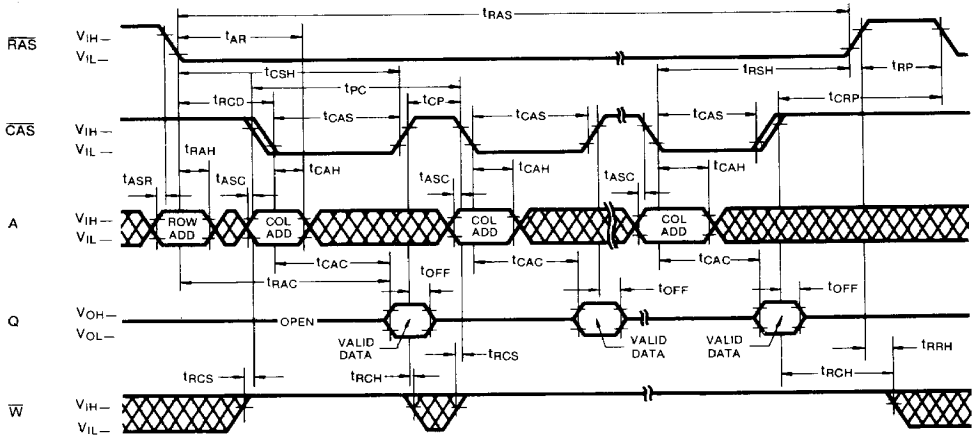 tRAS
RAS
VIH
VIL
tAR
tCSH
tRSH
tRP
tPC
tRCD
tCP
tCRP
CAS
VIH
VIL
tCAS
tCAS
tCAS
tRAH
tCAH
tCAH
tCAH
tASR
tASC
tASC
tASC
A
VIH
VIL
ROW ADD
COL ADD
COL ADD
COL ADD
tCAC
tCAC
tCAC
tRAC
tOFF
tOFF
tOFF
Q
VOH
VOL
OPEN
VALID DATA
VALID DATA
VALID DATA
tRCS
tRRH
tRCS
tRCH
tRCH
W
VIH
VIL